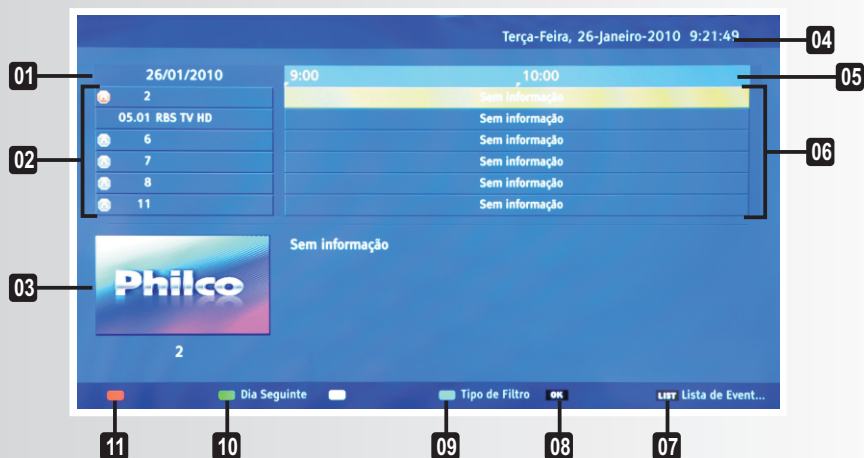 Terça-Feira, 26-Janeiro-2010 9:21:49
04
01
26/01/2010
9:00
10:00
05
2
Sem informação
05.01 RBS TV HD
Sem informação
02
6
Sem informação
06
7
Sem informação
8
Sem informação
11
Sem informação
03
Philco
Sem informação
2
Dia Seguinte
Tipo de Filtro
OK
LIST Lista de Event...
11
10
09
08
07